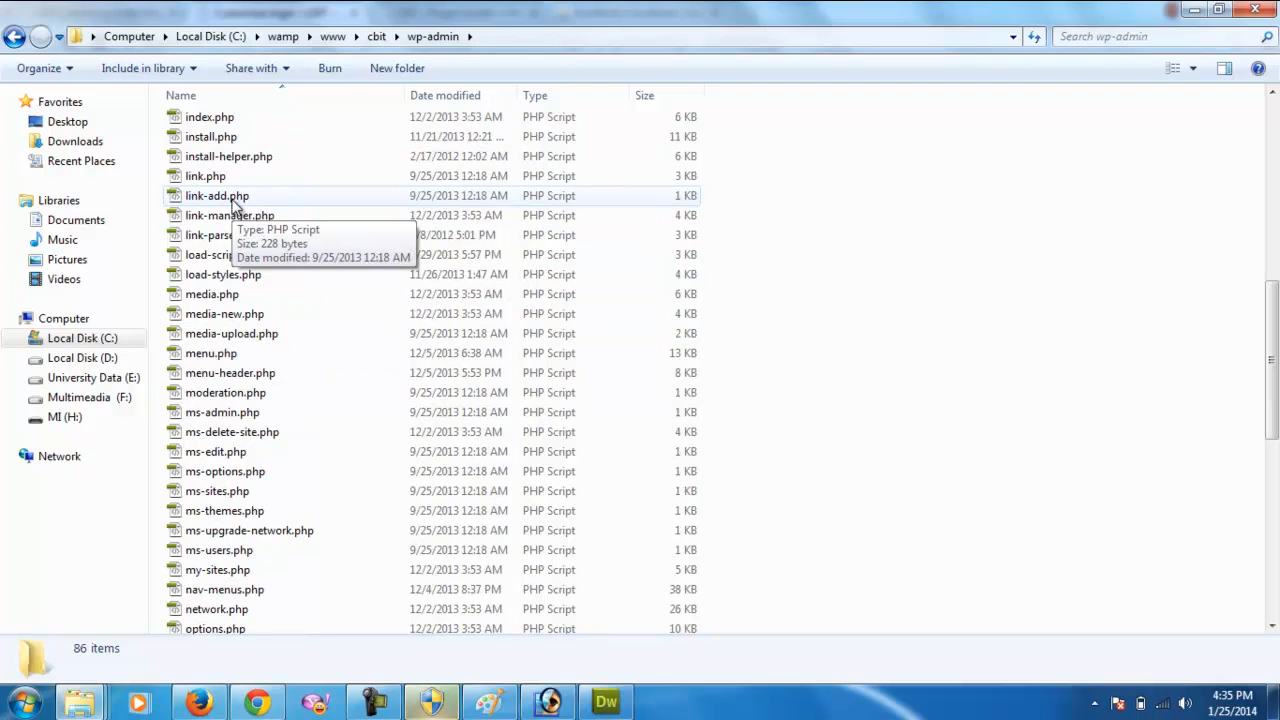 Computer ▸ Local Disk (C:) ▸ wamp ▸ www ▸ cbit ▸ wp-admin ▸
Search wp-admin
Organize Include in library Share with Burn New folder
Name Date modified Type Size
Favorites
Desktop
Downloads
Recent Places
Libraries
Documents
Music
Pictures
Videos
Computer
Local Disk (C:)
Local Disk (D:)
University Data (E:)
Multimeadia (F:)
MI (H:)
Network
index.php 12/2/2013 3:53 AM PHP Script 6 KB
install.php 11/21/2013 12:21 ... PHP Script 11 KB
install-helper.php 2/17/2012 12:02 AM PHP Script 6 KB
link.php 9/25/2013 12:18 AM PHP Script 3 KB
link-add.php 9/25/2013 12:18 AM PHP Script 1 KB
link-manager.php 12/2/2013 3:53 AM PHP Script 4 KB
link-parse /8/2012 5:01 PM PHP Script 3 KB
load-scri /29/2013 5:57 PM PHP Script 3 KB
load-styles.php 11/26/2013 1:47 AM PHP Script 4 KB
media.php 12/2/2013 3:53 AM PHP Script 6 KB
media-new.php 12/2/2013 3:53 AM PHP Script 4 KB
media-upload.php 9/25/2013 12:18 AM PHP Script 2 KB
menu.php 12/5/2013 6:38 AM PHP Script 13 KB
menu-header.php 12/5/2013 5:53 PM PHP Script 8 KB
moderation.php 9/25/2013 12:18 AM PHP Script 1 KB
ms-admin.php 9/25/2013 12:18 AM PHP Script 1 KB
ms-delete-site.php 12/2/2013 3:53 AM PHP Script 4 KB
ms-edit.php 9/25/2013 12:18 AM PHP Script 1 KB
ms-options.php 9/25/2013 12:18 AM PHP Script 1 KB
ms-sites.php 9/25/2013 12:18 AM PHP Script 1 KB
ms-themes.php 9/25/2013 12:18 AM PHP Script 1 KB
ms-upgrade-network.php 9/25/2013 12:18 AM PHP Script 1 KB
ms-users.php 9/25/2013 12:18 AM PHP Script 1 KB
my-sites.php 12/2/2013 3:53 AM PHP Script 5 KB
nav-menus.php 12/4/2013 8:37 PM PHP Script 38 KB
network.php 12/2/2013 3:53 AM PHP Script 26 KB
options.php 12/2/2013 3:53 AM PHP Script 10 KB
Type: PHP Script
Size: 228 bytes
Date modified: 9/25/2013 12:18 AM
86 items
Dw
4:35 PM
1/25/2014